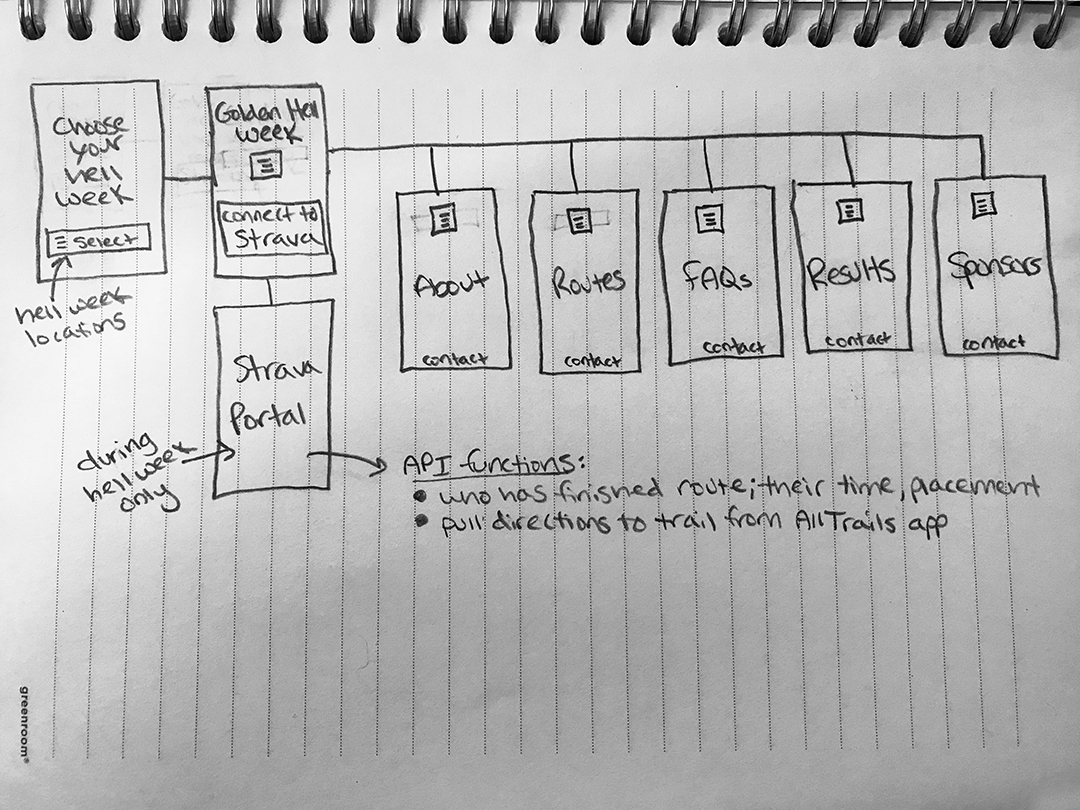 Choose
your
hell
week
Select
hell week
locations
Golden Hell
week
connect to
Strava
About
contact
Routes
contact
FAQs
contact
Results
contact
Sponsors
contact
Strava
Portal
during
hell week
only
API functions:
• who has finished route; their time, placement
• pull directions to trail from AllTrails app
greenroom®